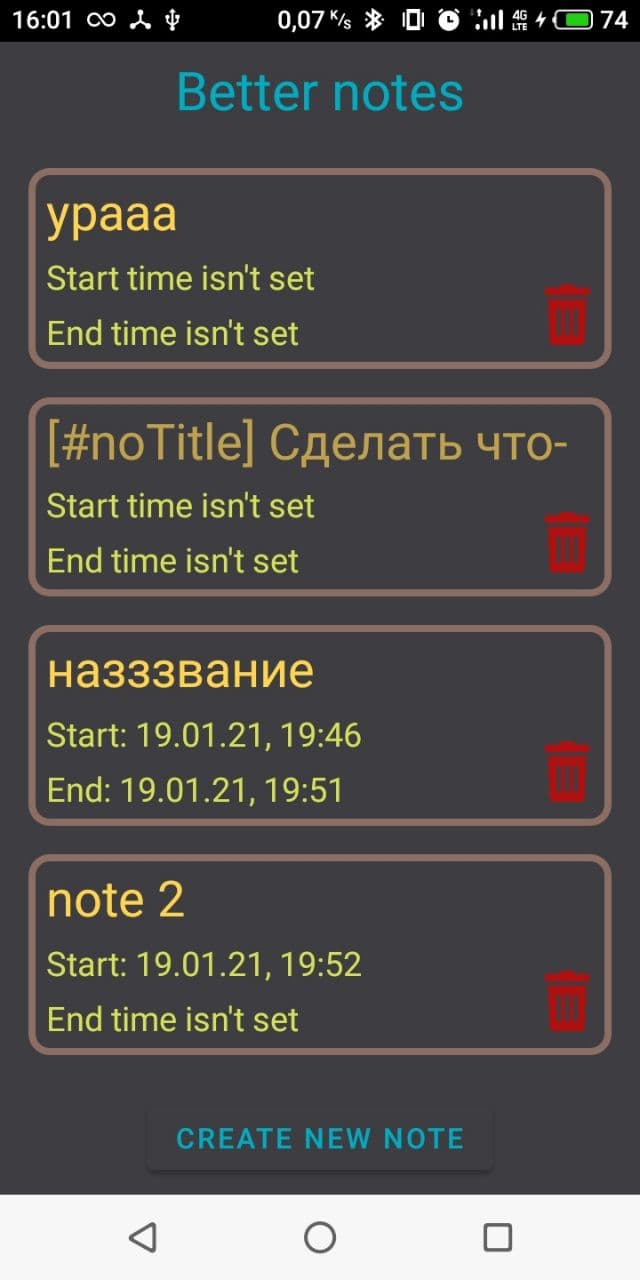 16:01 0,07 K/s 4G LTE 74
Better notes
ураaа
Start time isn't set
End time isn't set
[#noTitle] Сделать что-
Start time isn't set
End time isn't set
назззвание
Start: 19.01.21, 19:46
End: 19.01.21, 19:51
note 2
Start: 19.01.21, 19:52
End time isn't set
CREATE NEW NOTE